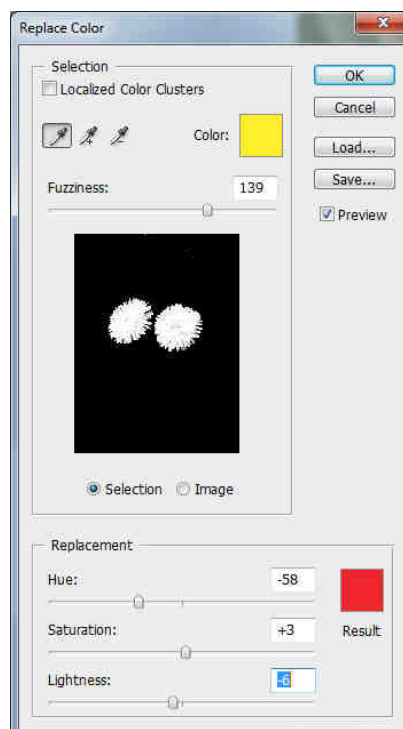 Replace Color
Selection
Localized Color Clusters
Color:
Fuzziness:
139
Selection
Image
OK
Cancel
Load...
Save...
Preview
Replacement
Hue:
-58
Saturation:
+3
Result
Lightness:
-6